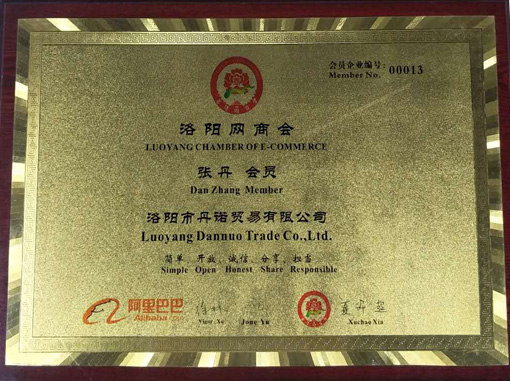 会员企业编号:
Member No. 00013
洛阳网商会
LUOYANG CHAMBER OF E-COMMERCE
张丹 会员
Dan Zhang Member
洛阳市丹诺贸易有限公司
Luoyang Dannuo Trade Co.,Ltd.
简单、开放、诚信、分享、担当
Simple Open Honest Share Responsible
阿里巴巴
Alibaba.com
Jone Yu
Xuchao Xia